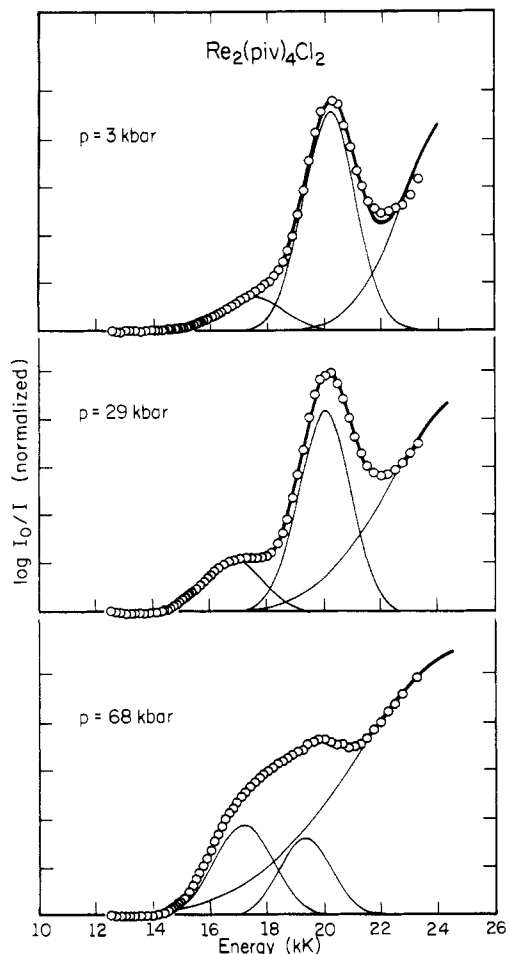 Re₂(piv)₄Cl₂
p = 3 kbar
p = 29 kbar
log I₀/I (normalized)
p = 68 kbar
10 12 14 16 18 20 22 24 26
Energy (kK)